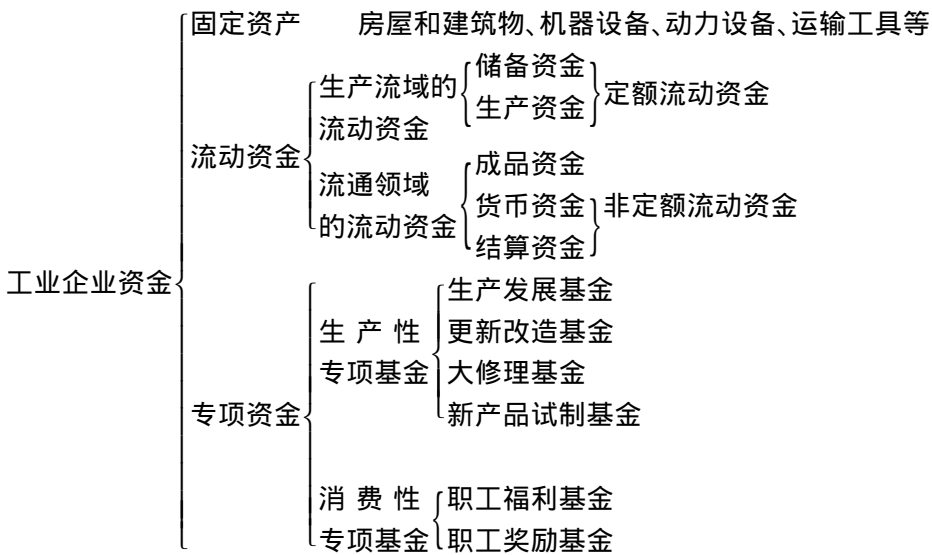 固定资产 房屋和建筑物、机器设备、动力设备、运输工具等
生产流域的 储备资金
生产资金 定额流动资金
流动资金
流动资金
成品资金
流通领域
货币资金 非定额流动资金
的流动资金
结算资金
工业企业资金
生产发展基金
生产性 更新改造基金
专项基金 大修理基金
专项资金 新产品试制基金
消费性 职工福利基金
专项基金 职工奖励基金